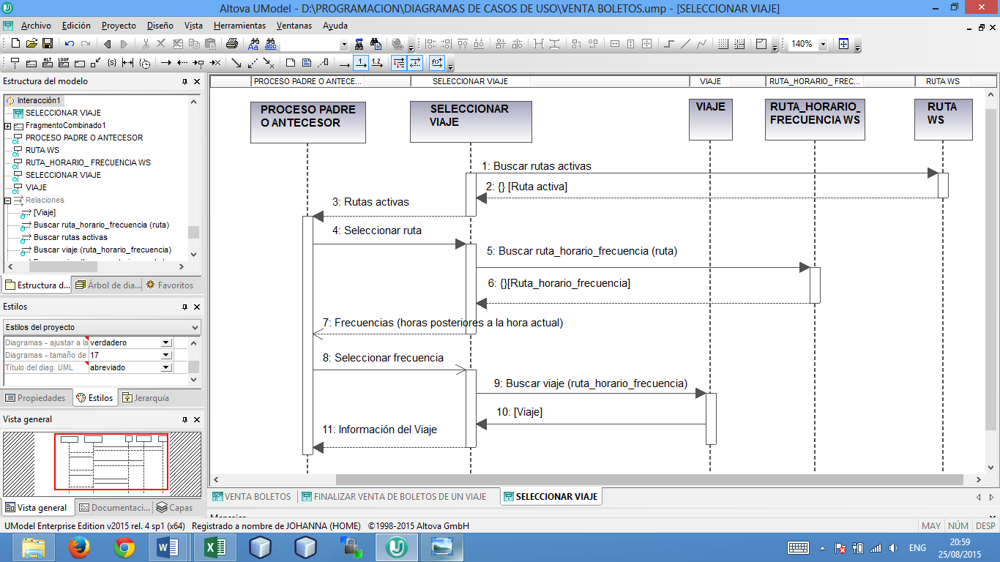 Altova UModel - D:\PROGRAMACION\DIAGRAMAS DE CASOS DE USO\VENTA BOLETOS.ump - [SELECCIONAR VIAJE]
Archivo Edición Proyecto Diseño Vista Herramientas Ventanas Ayuda
140%
Estructura del modelo
Interacción1
SELECCIONAR VIAJE
FragmentoCombinado1
PROCESO PADRE O ANTECESOR
RUTA WS
RUTA_HORARIO_ FRECUENCIA WS
SELECCIONAR VIAJE
VIAJE
Relaciones
[Viaje]
Buscar ruta_horario_frecuencia (ruta)
Buscar rutas activas
Buscar viaje (ruta_horario_frecuencia)
Estructura d... Árbol de dia... Favoritos
Estilos
Estilos del proyecto
Diagramas - ajustar a la verdadero
Diagramas - tamaño de 17
Título del diag. UML abreviado
Propiedades Estilos Jerarquía
Vista general
Vista general Documentaci... Capas
PROCESO PADRE O ANTECE... SELECCIONAR VIAJE VIAJE RUTA_HORARIO_ FREC... RUTA WS
PROCESO PADRE
O ANTECESOR
SELECCIONAR
VIAJE
VIAJE
RUTA_HORARIO_
FRECUENCIA WS
RUTA
WS
1: Buscar rutas activas
2: {} [Ruta activa]
3: Rutas activas
4: Seleccionar ruta
5: Buscar ruta_horario_frecuencia (ruta)
6: {}[Ruta_horario_frecuencia]
7: Frecuencias (horas posteriores a la hora actual)
8: Seleccionar frecuencia
9: Buscar viaje (ruta_horario_frecuencia)
10: [Viaje]
11: Información del Viaje
VENTA BOLETOS FINALIZAR VENTA DE BOLETOS DE UN VIAJE SELECCIONAR VIAJE
Mensajes
UModel Enterprise Edition v2015 rel. 4 sp1 (x64) Registrado a nombre de JOHANNA (HOME) ©1998-2015 Altova GmbH MAY NÚM DESP
ENG
20:59
25/08/2015